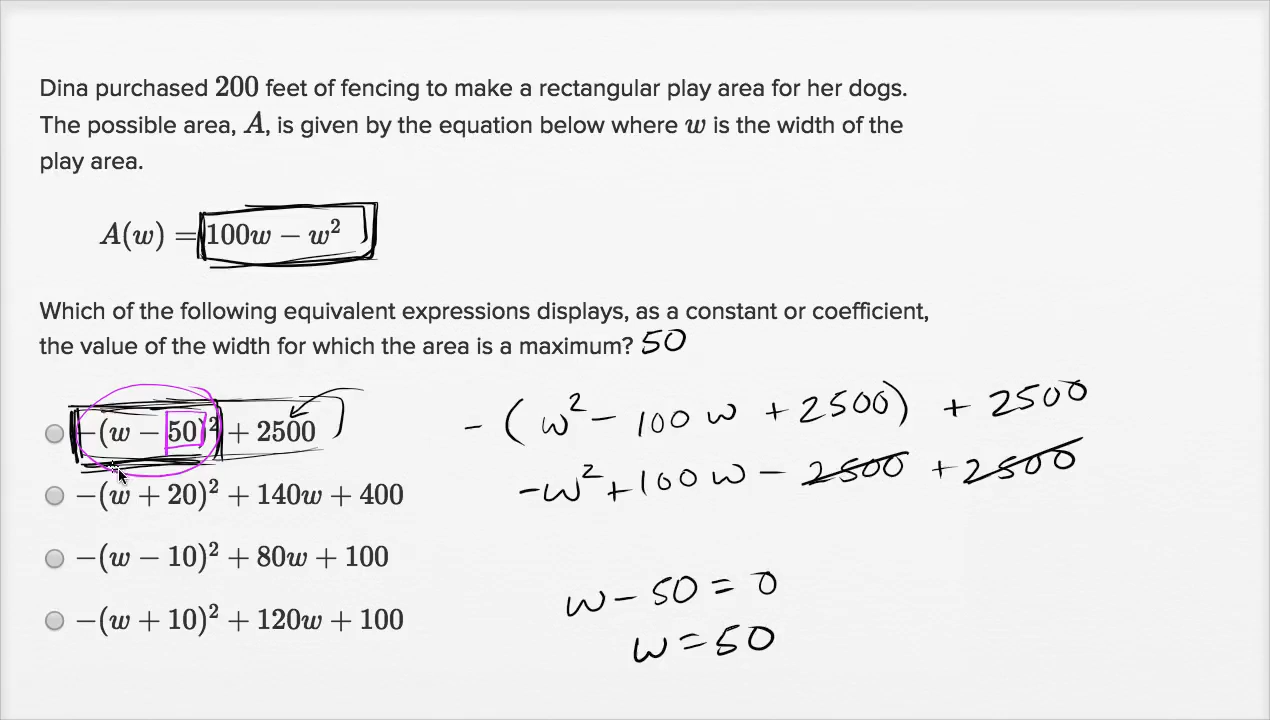 Dina purchased 200 feet of fencing to make a rectangular play area for her dogs.
The possible area, A, is given by the equation below where w is the width of the
play area.
A(w) = 100w − w²
Which of the following equivalent expressions displays, as a constant or coefficient,
the value of the width for which the area is a maximum? 50
−(w − 50)² + 2500
−(w + 20)² + 140w + 400
−(w − 10)² + 80w + 100
−(w + 10)² + 120w + 100
−(w² − 100w + 2500) + 2500
−w² + 100w − 2500 + 2500
w − 50 = 0
w = 50